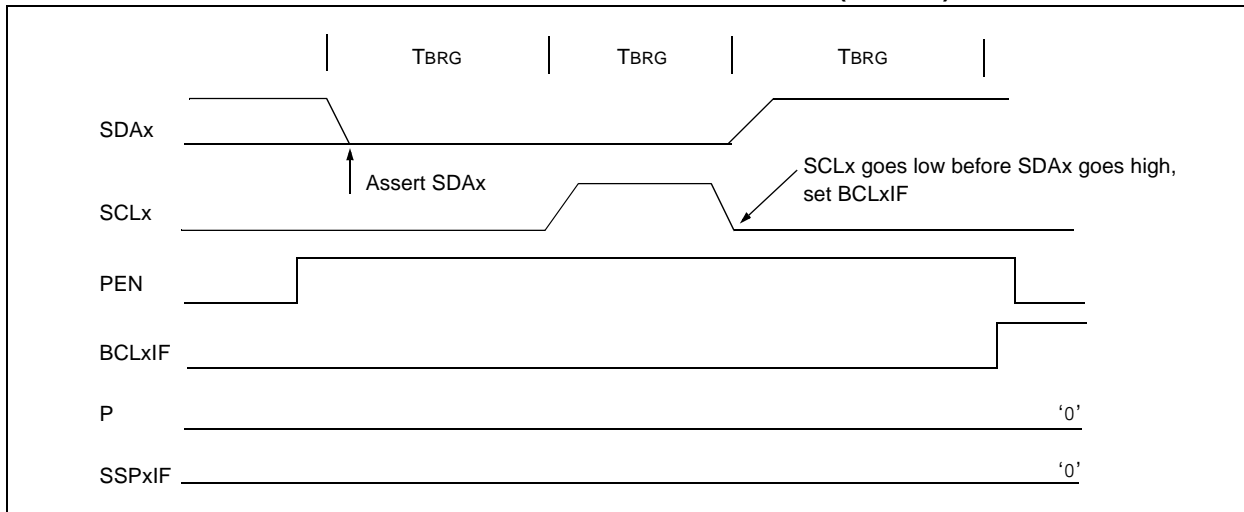 TBRG TBRG TBRG
SDAx
SCLx goes low before SDAx goes high,
set BCLxIF
Assert SDAx
SCLx
PEN
BCLxIF
P ‘0’
SSPxIF ‘0’